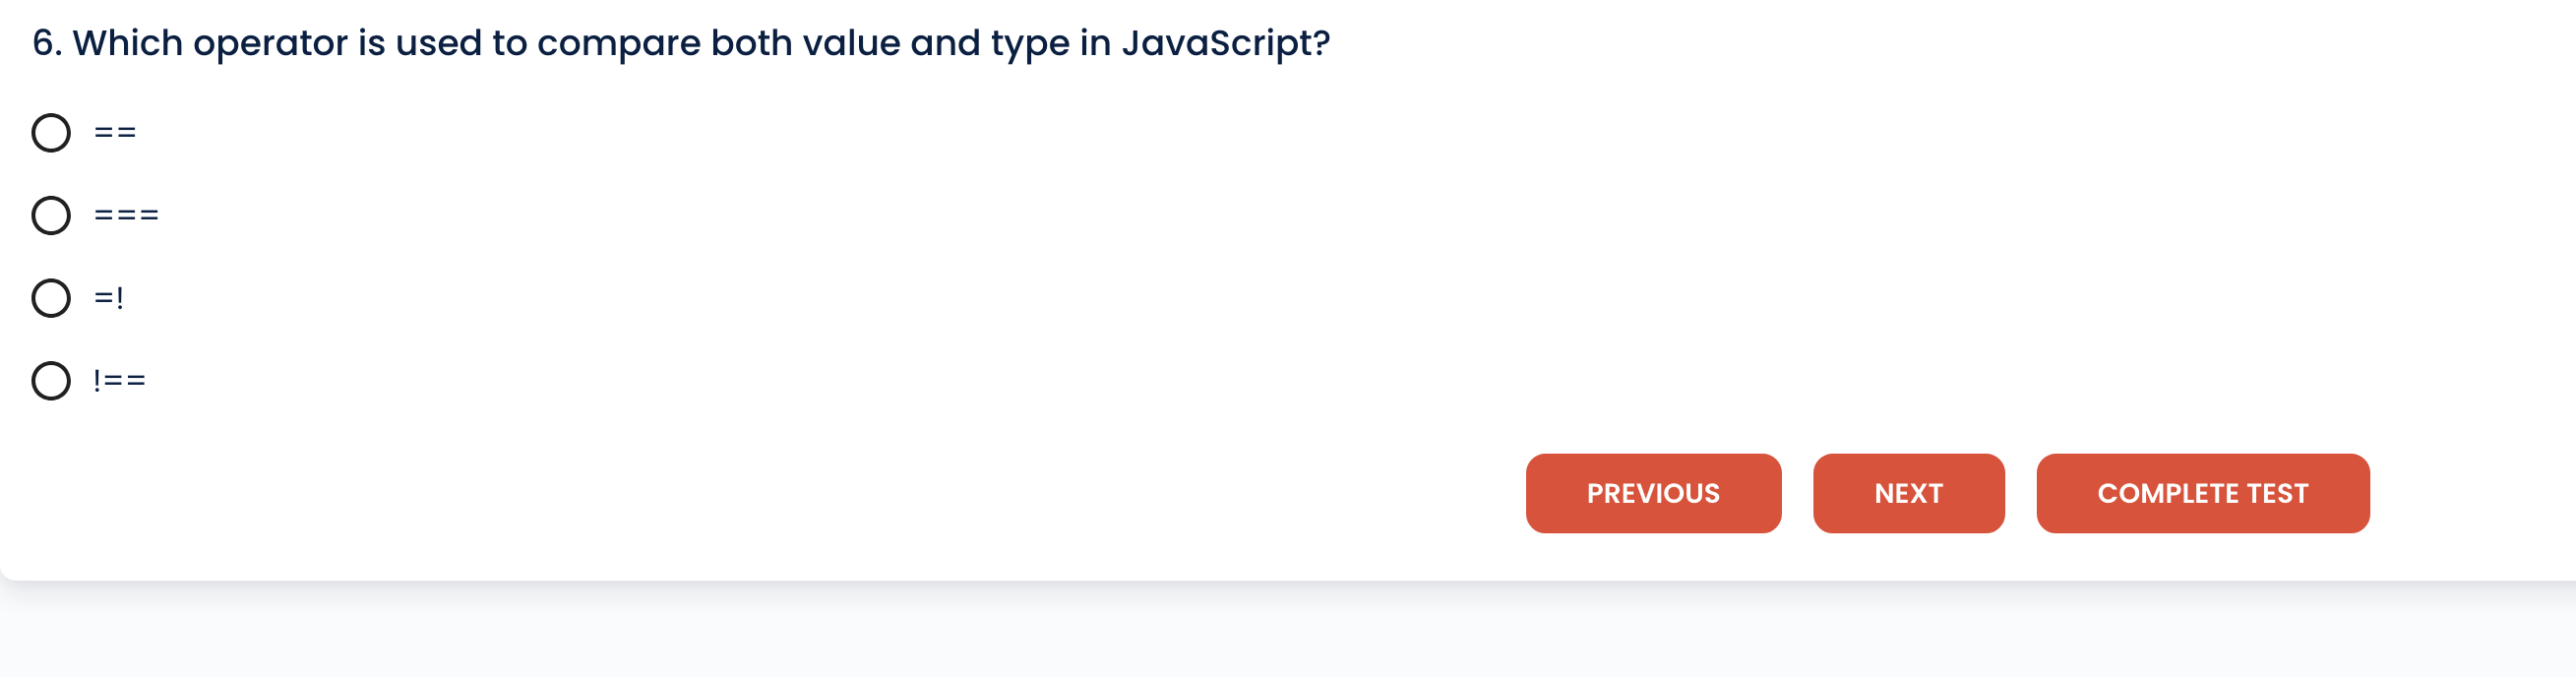 6. Which operator is used to compare both value and type in JavaScript?
==
===
=!
!==
PREVIOUS NEXT COMPLETE TEST